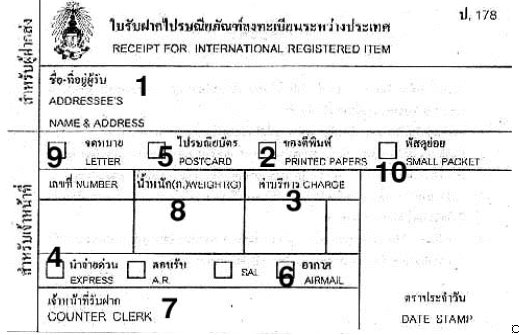 ป. 178
ใบรับฝากไปรษณียภัณฑ์ลงทะเบียนระหว่างประเทศ
RECEIPT FOR INTERNATIONAL REGISTERED ITEM
สำหรับผู้ฝากส่ง
ชื่อ-ที่อยู่ผู้รับ 1
ADDRESSEE'S
NAME & ADDRESS
9 จดหมาย 5 ไปรษณียบัตร 2 ของตีพิมพ์ 10 พัสดุย่อย
LETTER POSTCARD PRINTED PAPERS SMALL PACKET
สำหรับเจ้าหน้าที่
เลขที่ NUMBER น้ำหนัก(ก.)WEIGH 8 ค่าบริการ CHARGE 3
4 นำจ่ายด่วน ตอบรับ 6 อากาศ
EXPRESS A.R. SAL AIRMAIL
เจ้าหน้าที่รับฝาก 7
COUNTER CLERK
ตราประจำวัน
DATE STAMP